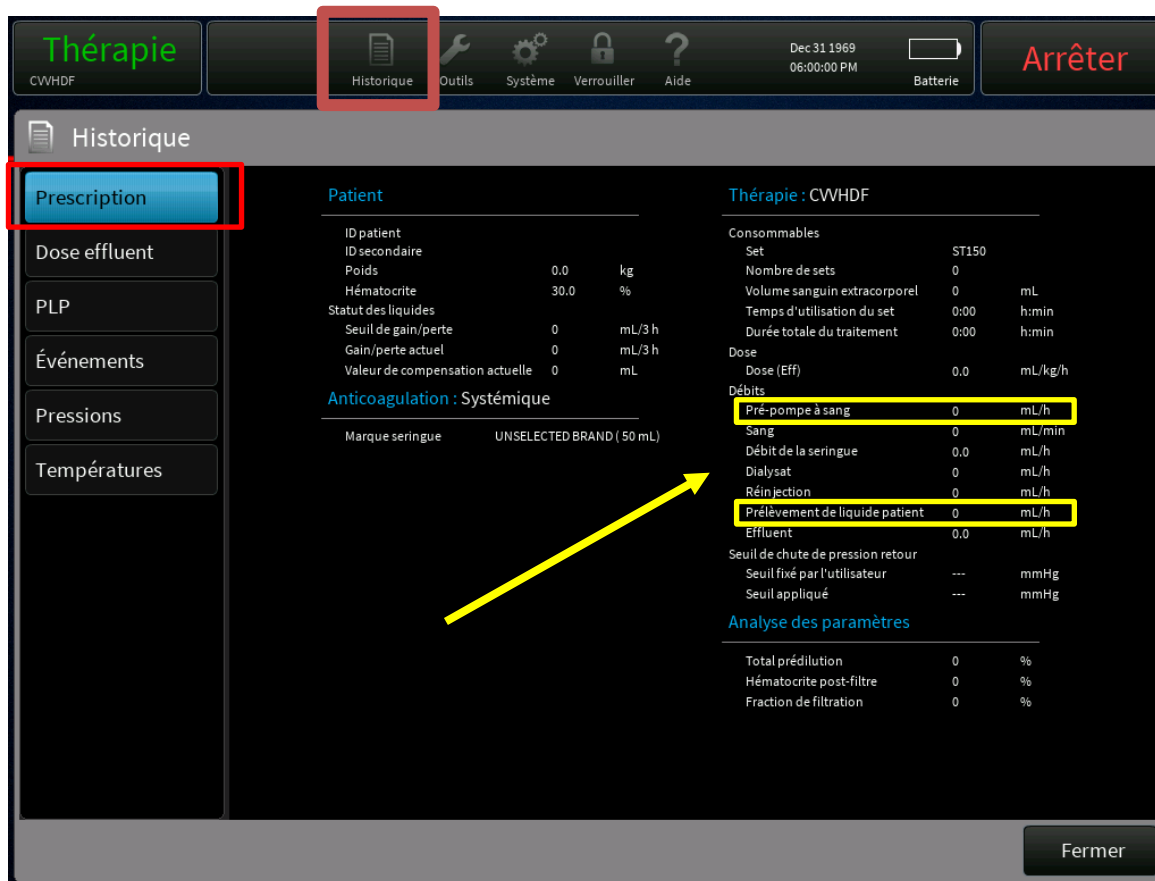 Thérapie
CVVHDF
Historique
Outils
Système
Verrouiller
Aide
Dec 31 1969
06:00:00 PM
Batterie
Arrêter
Historique
Prescription
Dose effluent
PLP
Événements
Pressions
Températures
Patient
ID patient
ID secondaire
Poids 0.0 kg
Hématocrite 30.0 %
Statut des liquides
Seuil de gain/perte 0 mL/3 h
Gain/perte actuel 0 mL/3 h
Valeur de compensation actuelle 0 mL
Anticoagulation : Systémique
Marque seringue UNSELECTED BRAND ( 50 mL)
Thérapie : CVVHDF
Consommables
Set ST150
Nombre de sets 0
Volume sanguin extracorporel 0 mL
Temps d'utilisation du set 0:00 h:min
Durée totale du traitement 0:00 h:min
Dose
Dose (Eff) 0.0 mL/kg/h
Débits
Pré-pompe à sang 0 mL/h
Sang 0 mL/min
Débit de la seringue 0.0 mL/h
Dialysat 0 mL/h
Réinjection 0 mL/h
Prélèvement de liquide patient 0 mL/h
Effluent 0.0 mL/h
Seuil de chute de pression retour
Seuil fixé par l'utilisateur --- mmHg
Seuil appliqué --- mmHg
Analyse des paramètres
Total prédilution 0 %
Hématocrite post-filtre 0 %
Fraction de filtration 0 %
Fermer